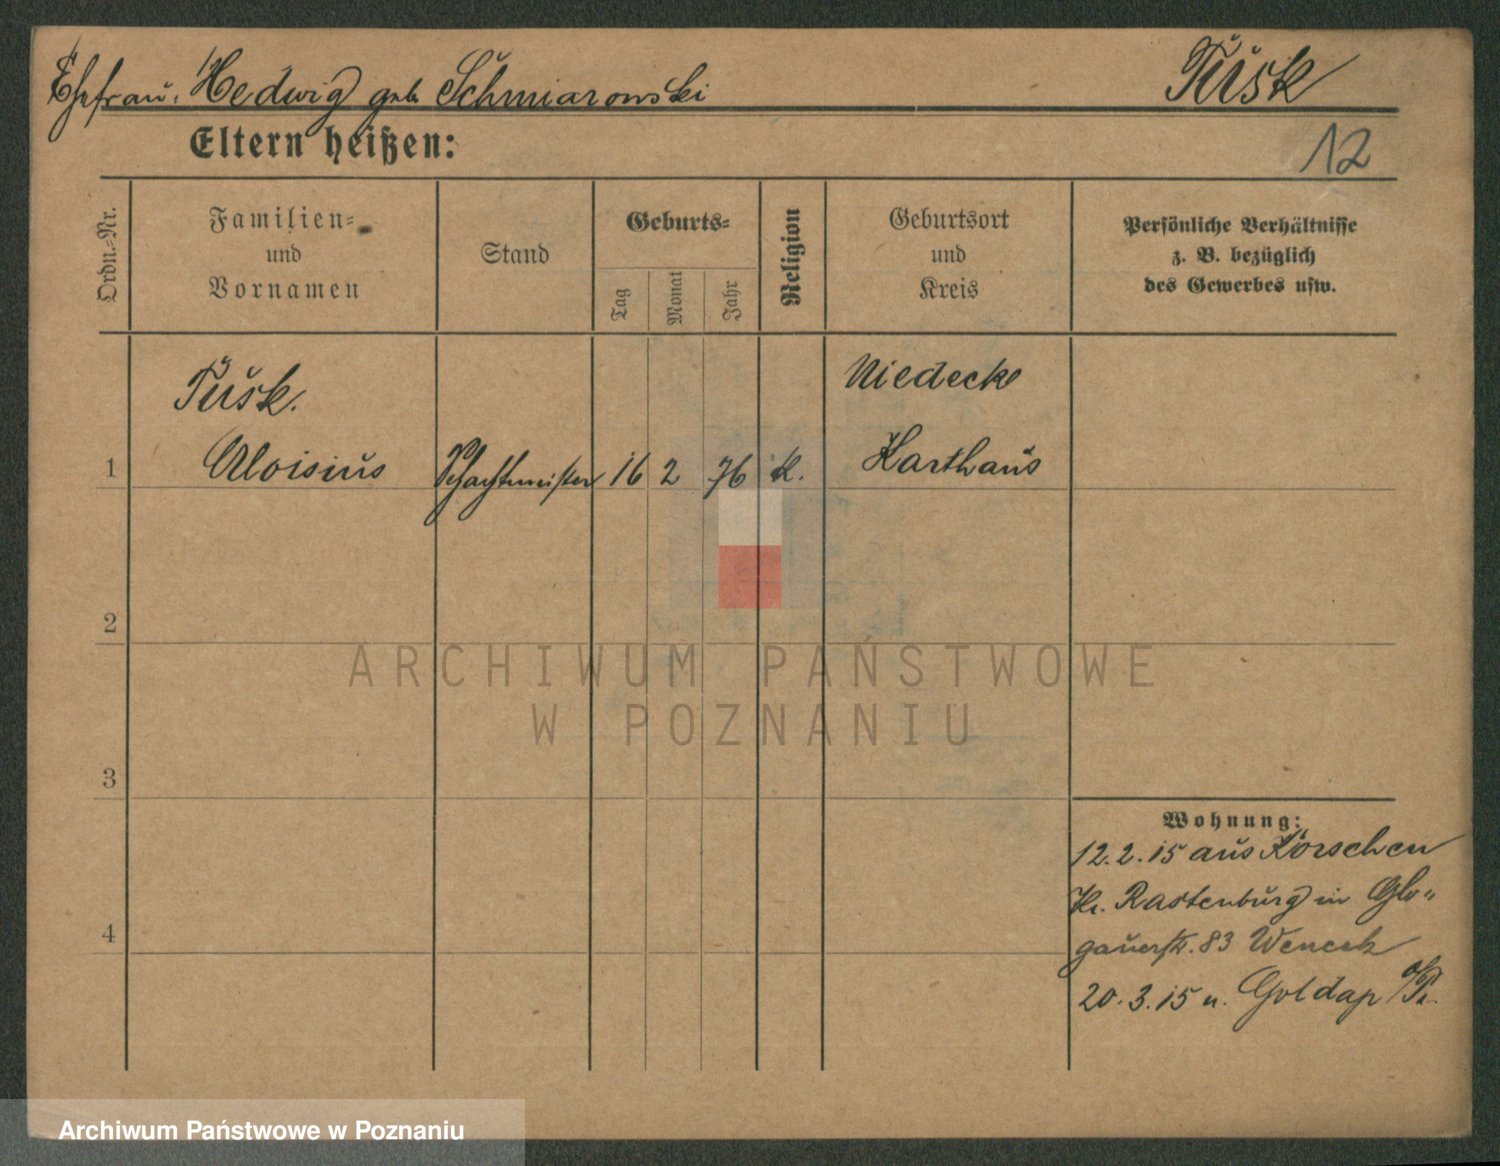 Ehefrau: Hedwig geb. Schmiarowski
Tusk
Eltern heißen:
12
Ordn.=Nr.
Familien=
und
Vornamen
Stand
Geburts=
Tag
Monat
Jahr
Religion
Geburtsort
und
Kreis
Persönliche Verhältnisse
z. B. bezüglich
des Gewerbes usw.
Tusk.
Niedeck
1 Aloisius Schachtmeister 16 2 76 k. Karthaus
2
ARCHIWUM PAŃSTWOWE
W POZNANIU
3
Wohnung:
12.2.15 aus Korschen
Kr. Rastenburg in Glo„
4
gauerstr. 83 Wencek
20.3.15 n. Goldap O/Pr.
Archiwum Państwowe w Poznaniu